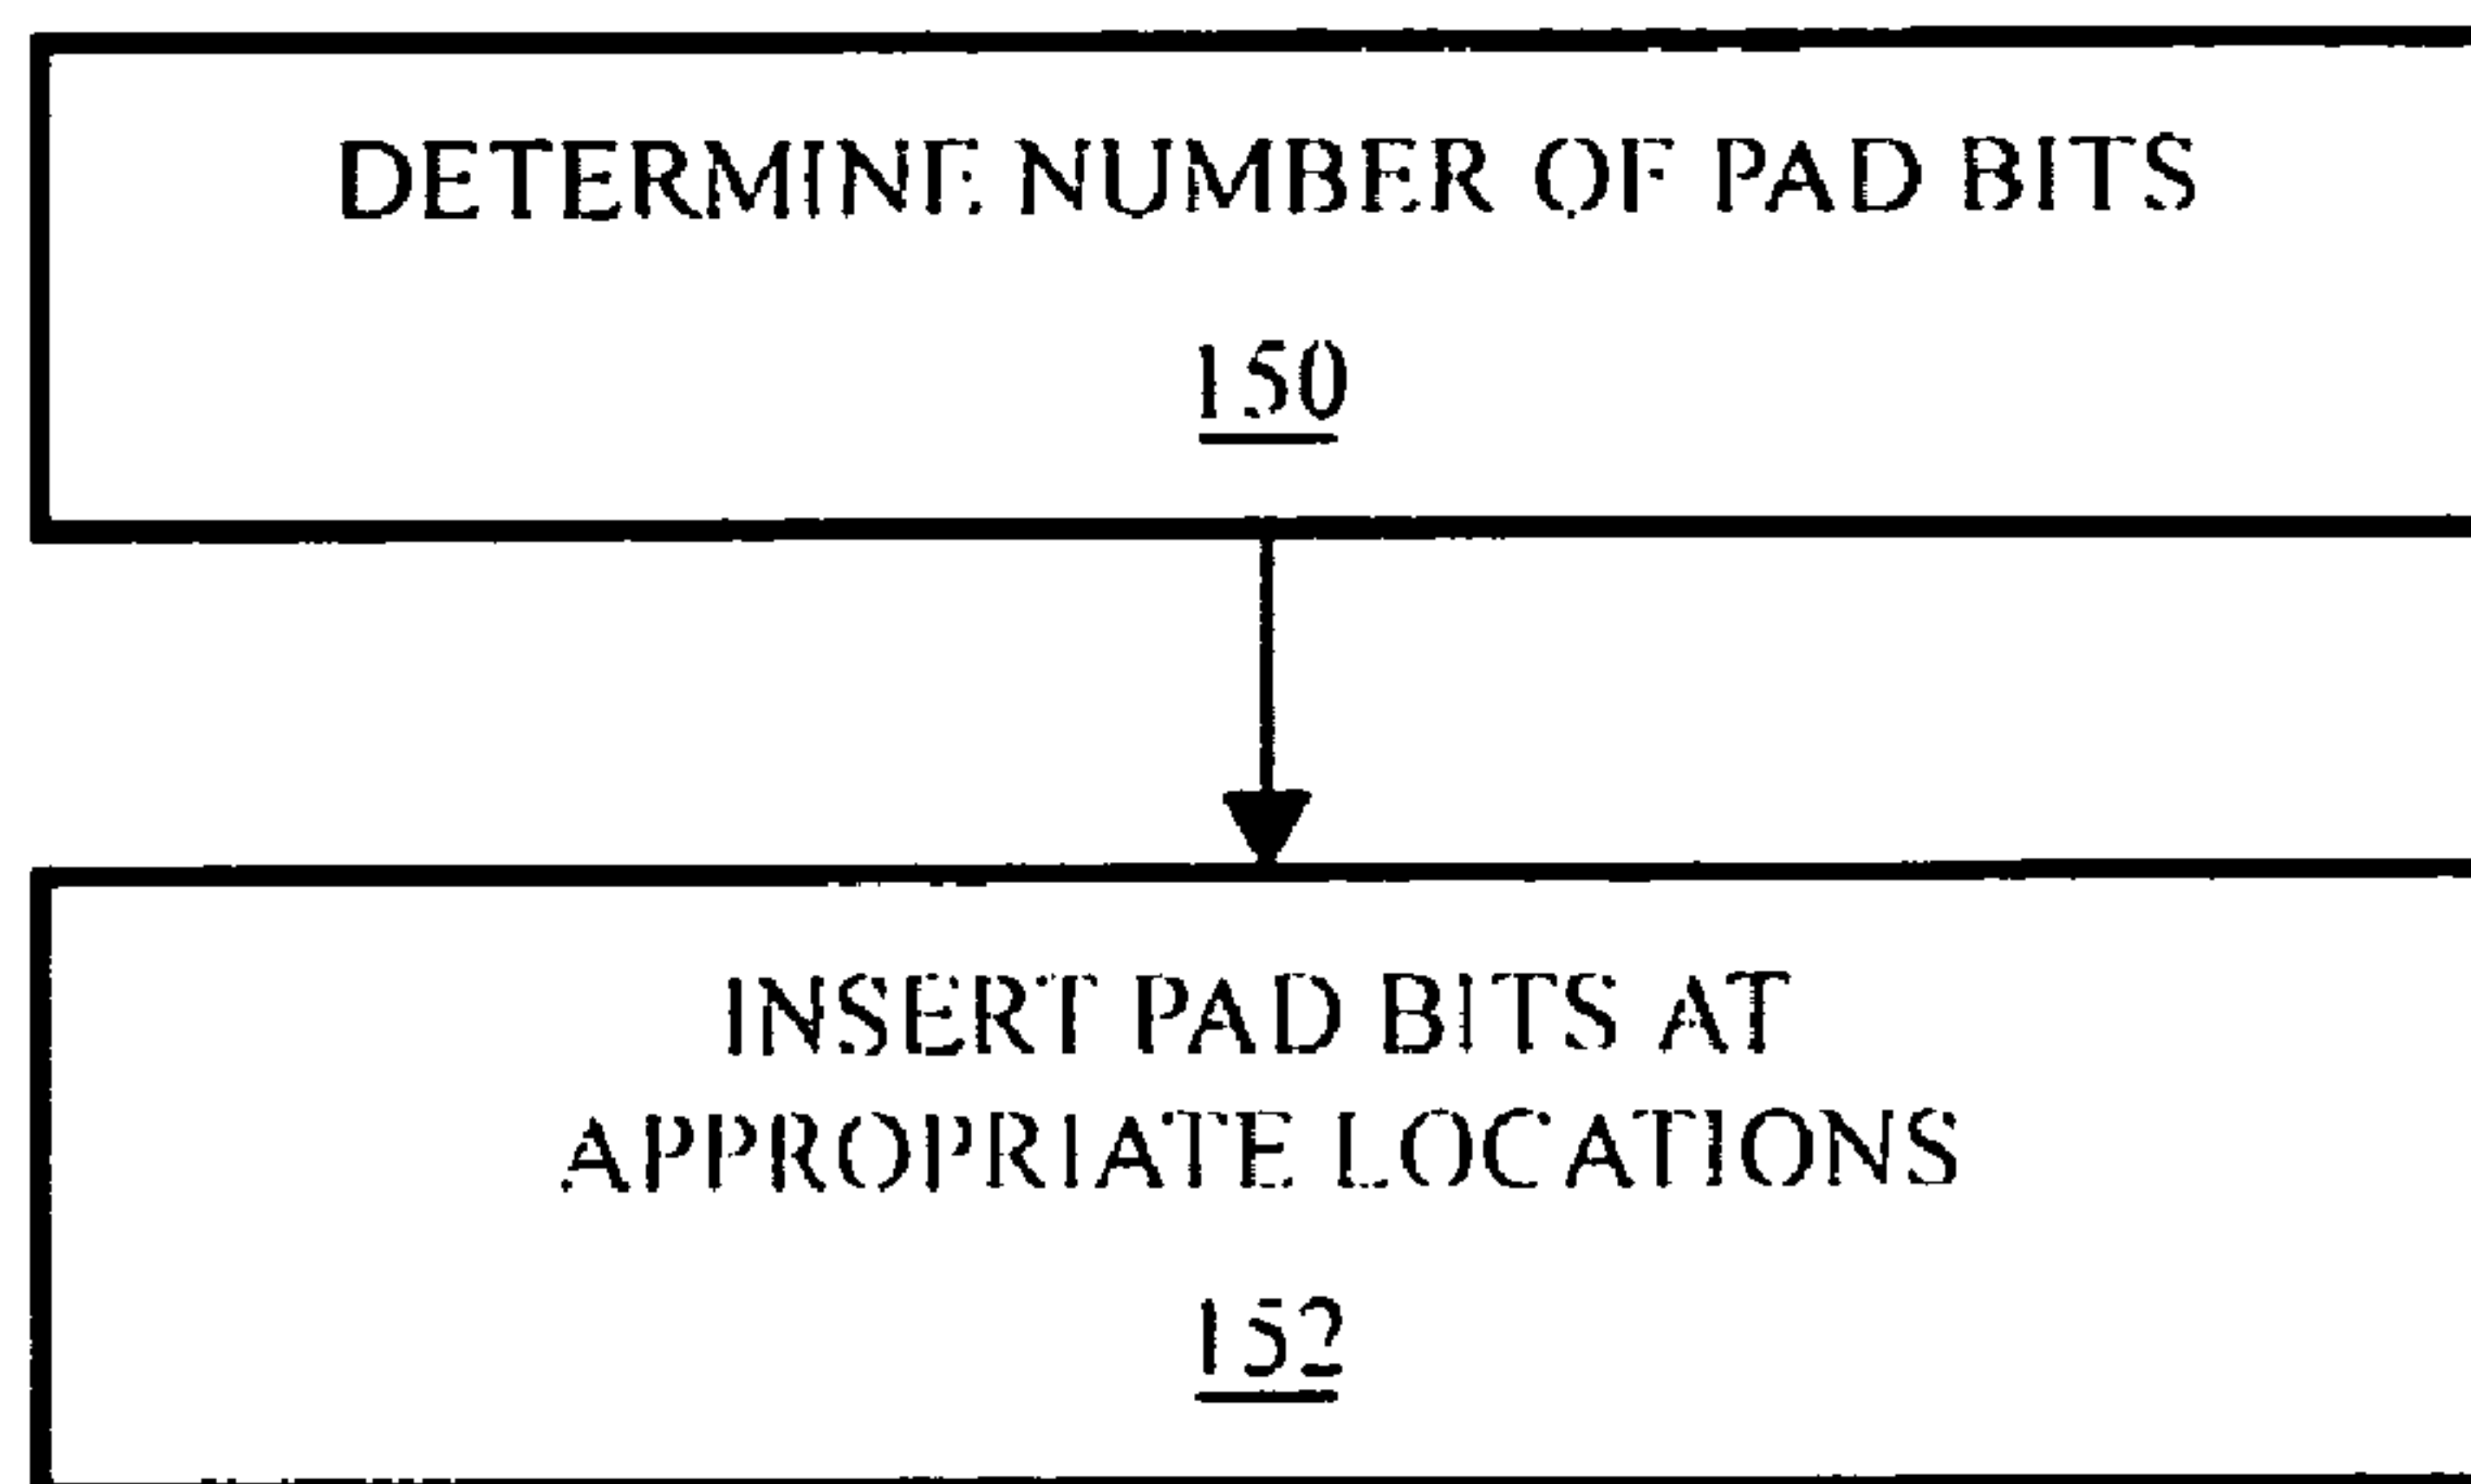 DETERMINE NUMBER OF PAD BITS
150
INSERT PAD BITS AT
APPROPRIATE LOCATIONS
152